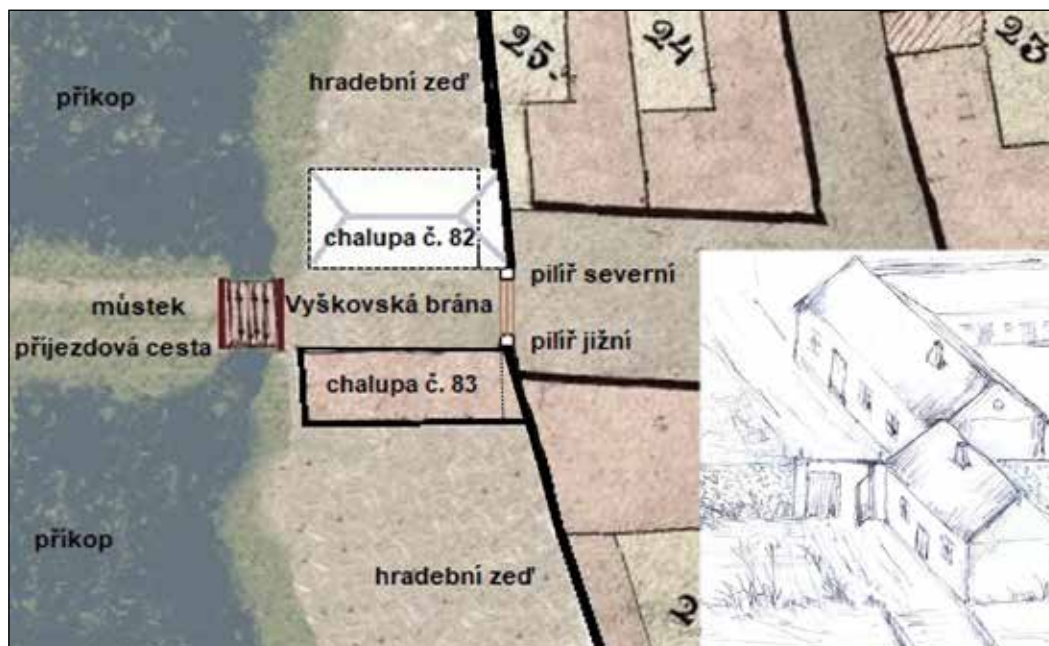 25.
24
23
hradební zeď
příkop
chalupa č. 82
pilíř severní
můstek
Vyškovská brána
příjezdová cesta
pilíř jižní
chalupa č. 83
příkop
hradební zeď
2